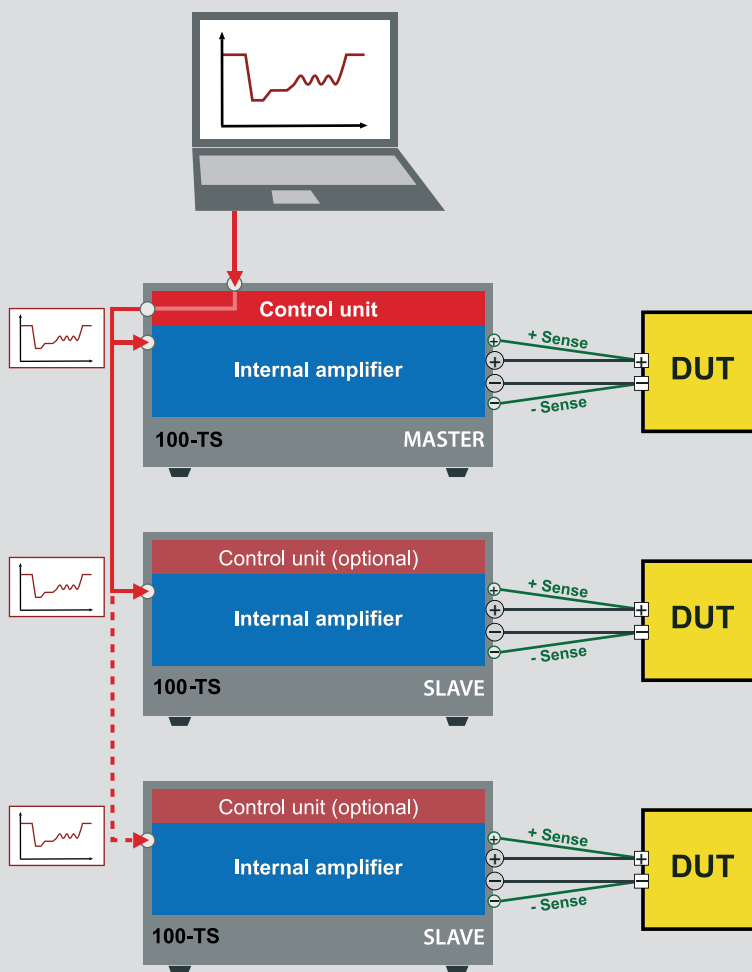 Control unit
Internal amplifier
+ Sense
+
+
+
−
−
−
- Sense
DUT
100-TS
MASTER
Control unit (optional)
Internal amplifier
+ Sense
+
+
+
−
−
−
- Sense
DUT
100-TS
SLAVE
Control unit (optional)
Internal amplifier
+ Sense
+
+
+
−
−
−
- Sense
DUT
100-TS
SLAVE